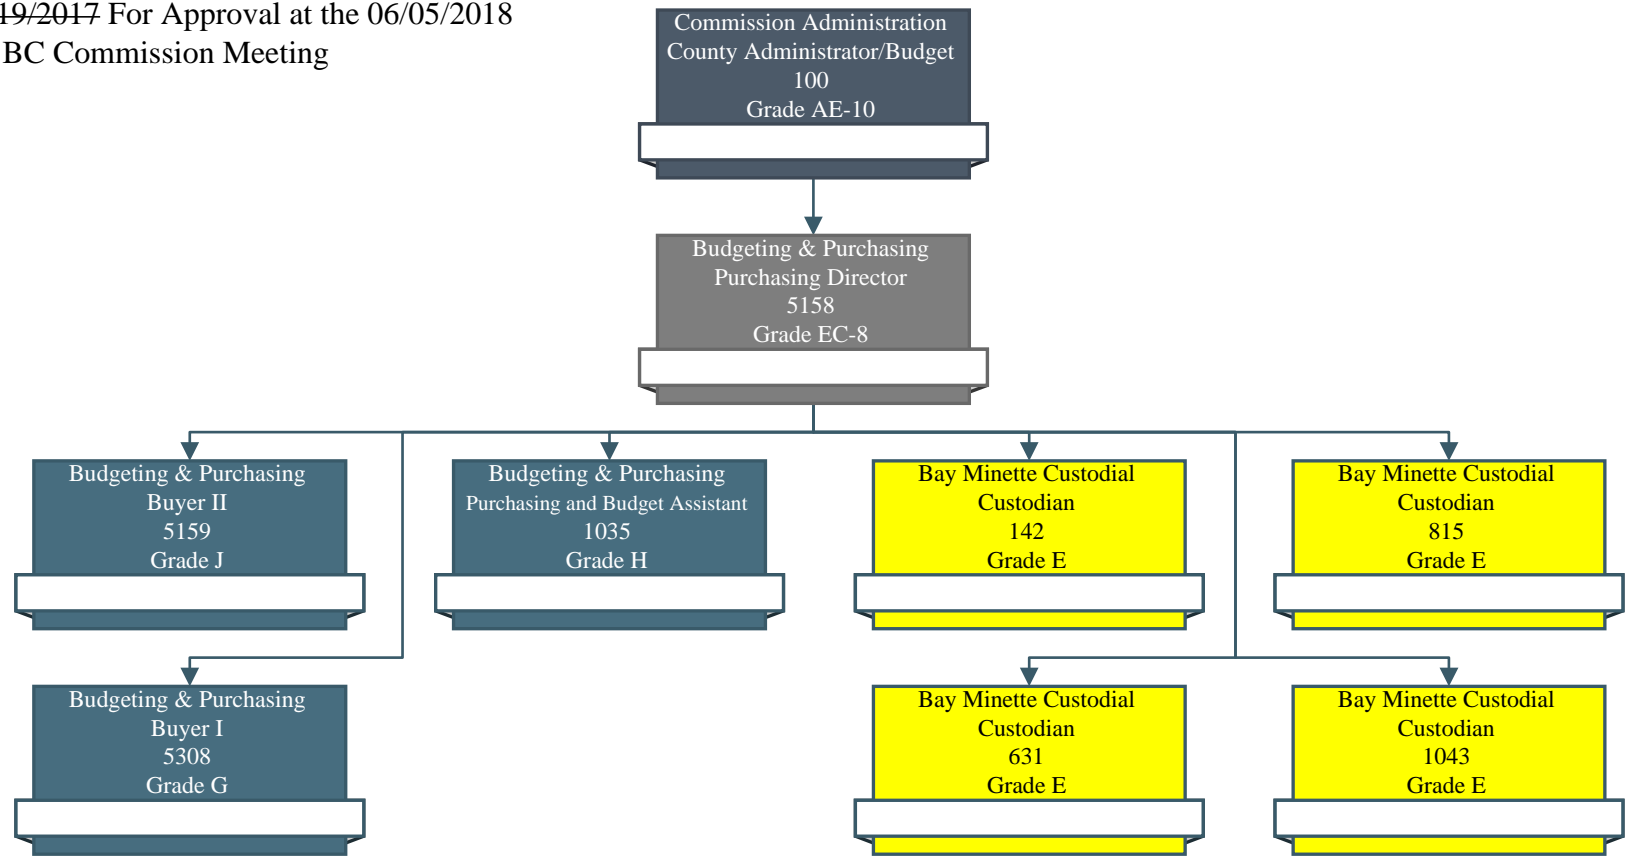 19/2017 For Approval at the 06/05/2018
BC Commission Meeting
Commission Administration
County Administrator/Budget
100
Grade AE-10
Budgeting & Purchasing
Purchasing Director
5158
Grade EC-8
Budgeting & Purchasing
Buyer II
5159
Grade J
Budgeting & Purchasing
Purchasing and Budget Assistant
1035
Grade H
Bay Minette Custodial
Custodian
142
Grade E
Bay Minette Custodial
Custodian
815
Grade E
Budgeting & Purchasing
Buyer I
5308
Grade G
Bay Minette Custodial
Custodian
631
Grade E
Bay Minette Custodial
Custodian
1043
Grade E